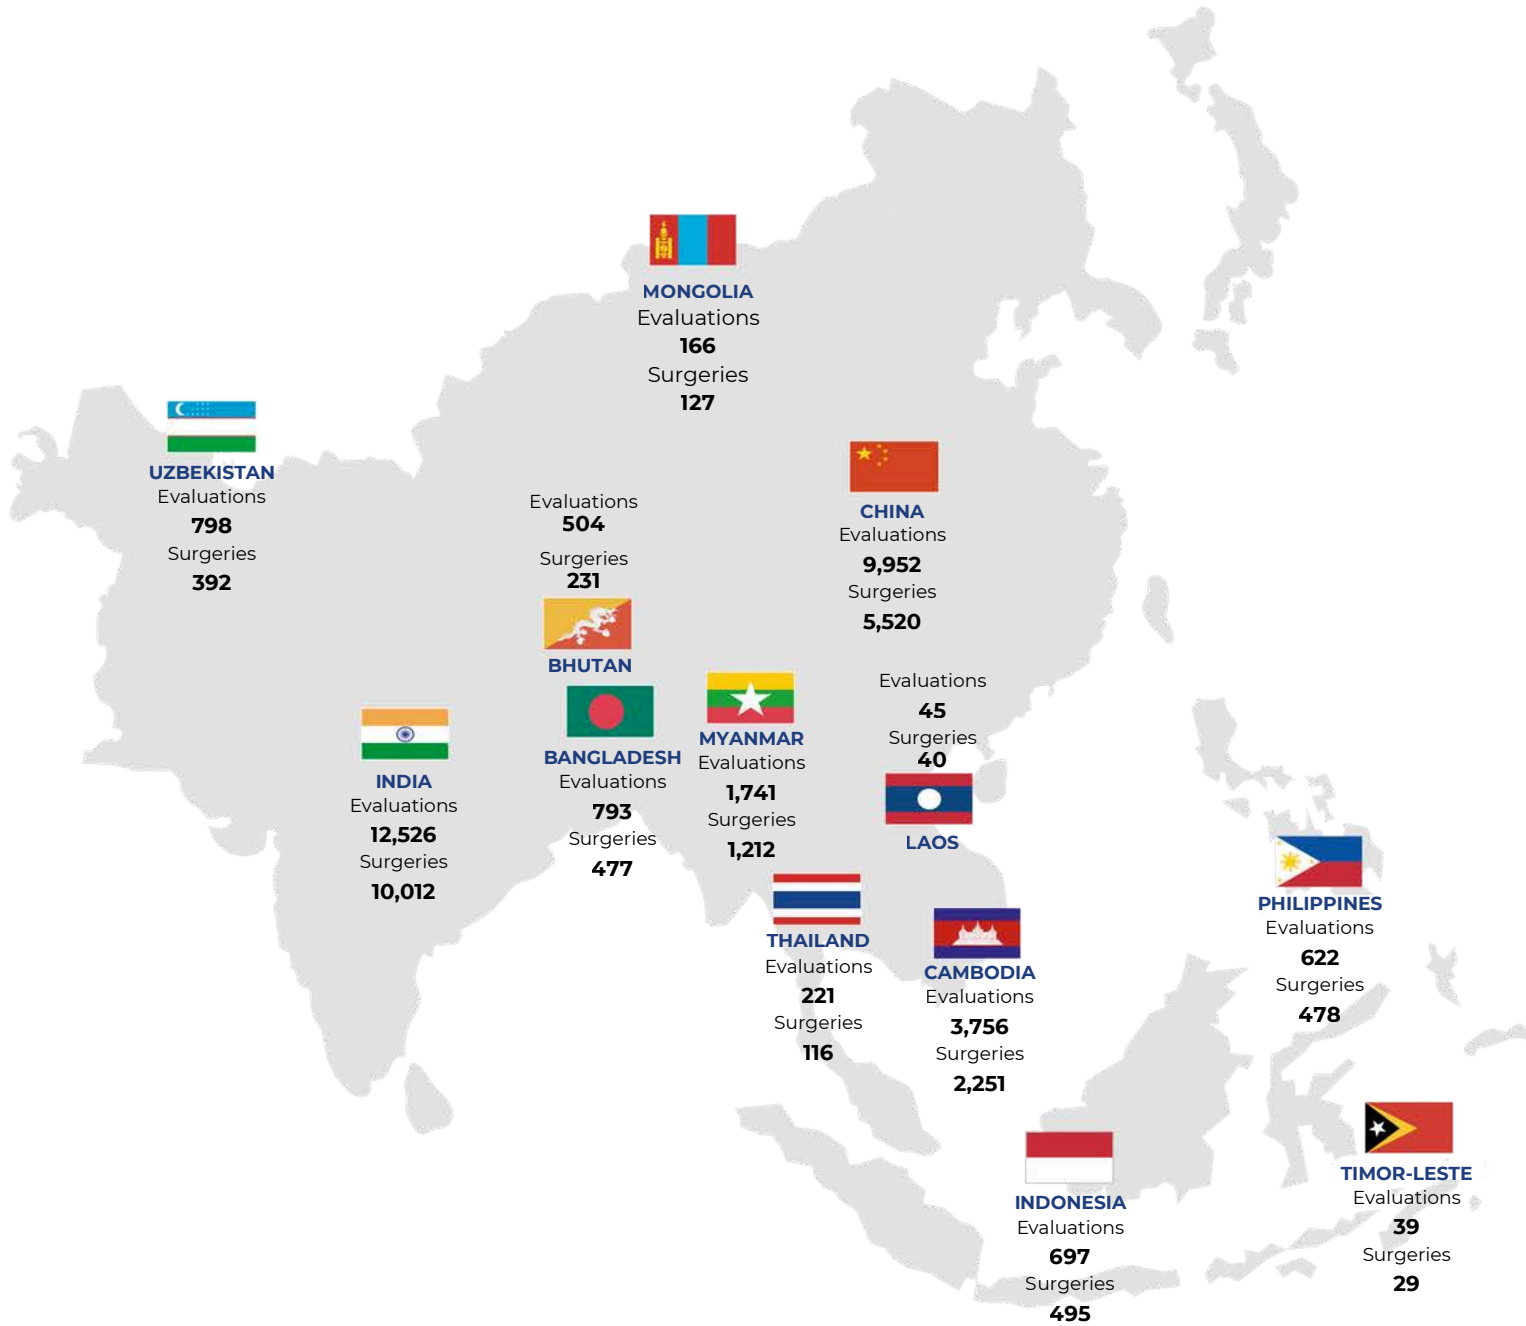 MONGOLIA
Evaluations
166
Surgeries
127
UZBEKISTAN
Evaluations
798
Surgeries
392
Evaluations
504
Surgeries
231
BHUTAN
CHINA
Evaluations
9,952
Surgeries
5,520
INDIA
Evaluations
12,526
Surgeries
10,012
BANGLADESH
Evaluations
793
Surgeries
477
MYANMAR
Evaluations
1,741
Surgeries
1,212
Evaluations
45
Surgeries
40
LAOS
THAILAND
Evaluations
221
Surgeries
116
CAMBODIA
Evaluations
3,756
Surgeries
2,251
PHILIPPINES
Evaluations
622
Surgeries
478
INDONESIA
Evaluations
697
Surgeries
495
TIMOR-LESTE
Evaluations
39
Surgeries
29